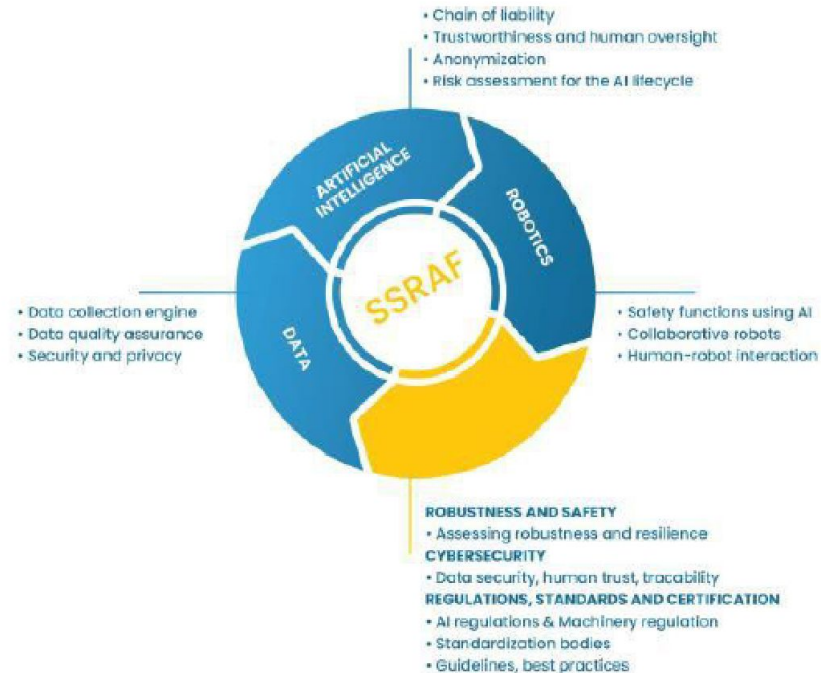 • Chain of liability
• Trustworthiness and human oversight
• Anonymization
• Risk assessment for the AI lifecycle
ARTIFICIAL
INTELLIGENCE
ROBOTICS
SSRAF
DATA
• Data collection engine
• Data quality assurance
• Security and privacy
• Safety functions using AI
• Collaborative robots
• Human-robot interaction
ROBUSTNESS AND SAFETY
• Assessing robustness and resilience
CYBERSECURITY
• Data security, human trust, tracability
REGULATIONS, STANDARDS AND CERTIFICATION
• AI regulations & Machinery regulation
• Standardization bodies
• Guidelines, best practices